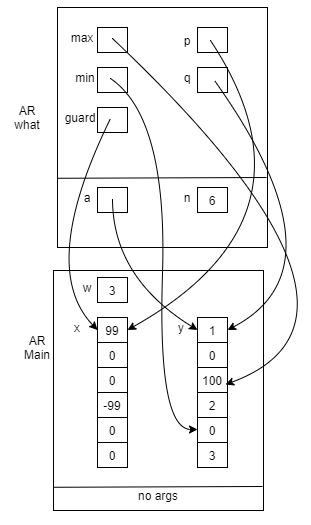 max p
min q
AR
what
guard
a n 6
w 3
x 99 y 1
0 0
AR
Main
0 100
-99 2
0 0
0 3
no args